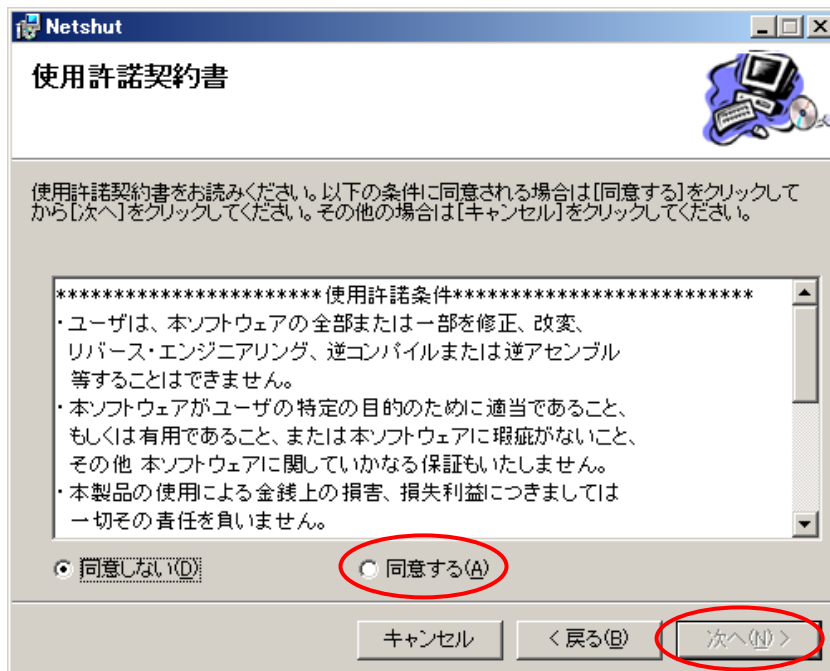 Netshut
使用許諾契約書
使用許諾契約書をお読みください。以下の条件に同意される場合は[同意する]をクリックして
から[次へ]をクリックしてください。その他の場合は[キャンセル]をクリックしてください。
***********************使用許諾条件**************************
・ユーザは、本ソフトウェアの全部または一部を修正、改変、
リバース・エンジニアリング、逆コンパイルまたは逆アセンブル
等することはできません。
・本ソフトウェアがユーザの特定の目的のために適当であること、
もしくは有用であること、または本ソフトウェアに瑕疵がないこと、
その他 本ソフトウェアに関していかなる保証もいたしません。
・本製品の使用による金銭上の損害、損失利益につきましては
一切その責任を負いません。
同意しない(D) 同意する(A)
キャンセル < 戻る(B) 次へ(N) >